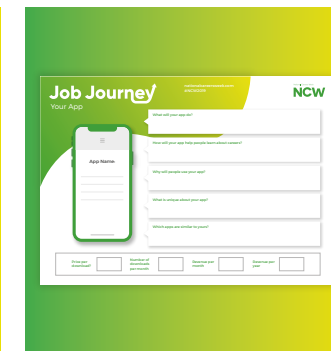 Job Journey
Your App
NCW
What will your app do?
How will your app help people learn about careers?
App Name:
Why will people use your app?
What is unique about your app?
Which apps are similar to yours?
Price per
download?
Number of
downloads
per month
Revenue per
month
Revenue per
year